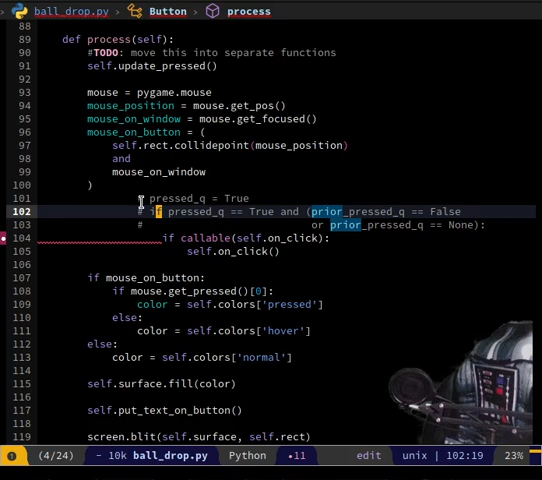 ball_drop.py › Button › process
88
89 def process(self):
90 #TODO: move this into separate functions
91 self.update_pressed()
92
93 mouse = pygame.mouse
94 mouse_position = mouse.get_pos()
95 mouse_on_window = mouse.get_focused()
96 mouse_on_button = (
97 self.rect.collidepoint(mouse_position)
98 and
99 mouse_on_window
100 )
101 # pressed_q = True
102 # if pressed_q == True and (prior_pressed_q == False
103 # or prior_pressed_q == None):
104 if callable(self.on_click):
105 self.on_click()
106
107 if mouse_on_button:
108 if mouse.get_pressed()[0]:
109 color = self.colors['pressed']
110 else:
111 color = self.colors['hover']
112 else:
113 color = self.colors['normal']
114
115 self.surface.fill(color)
116
117 self.put_text_on_button()
118
119 screen.blit(self.surface, self.rect)
(4/24) - 10k ball_drop.py Python •11 edit unix | 102:19 23%